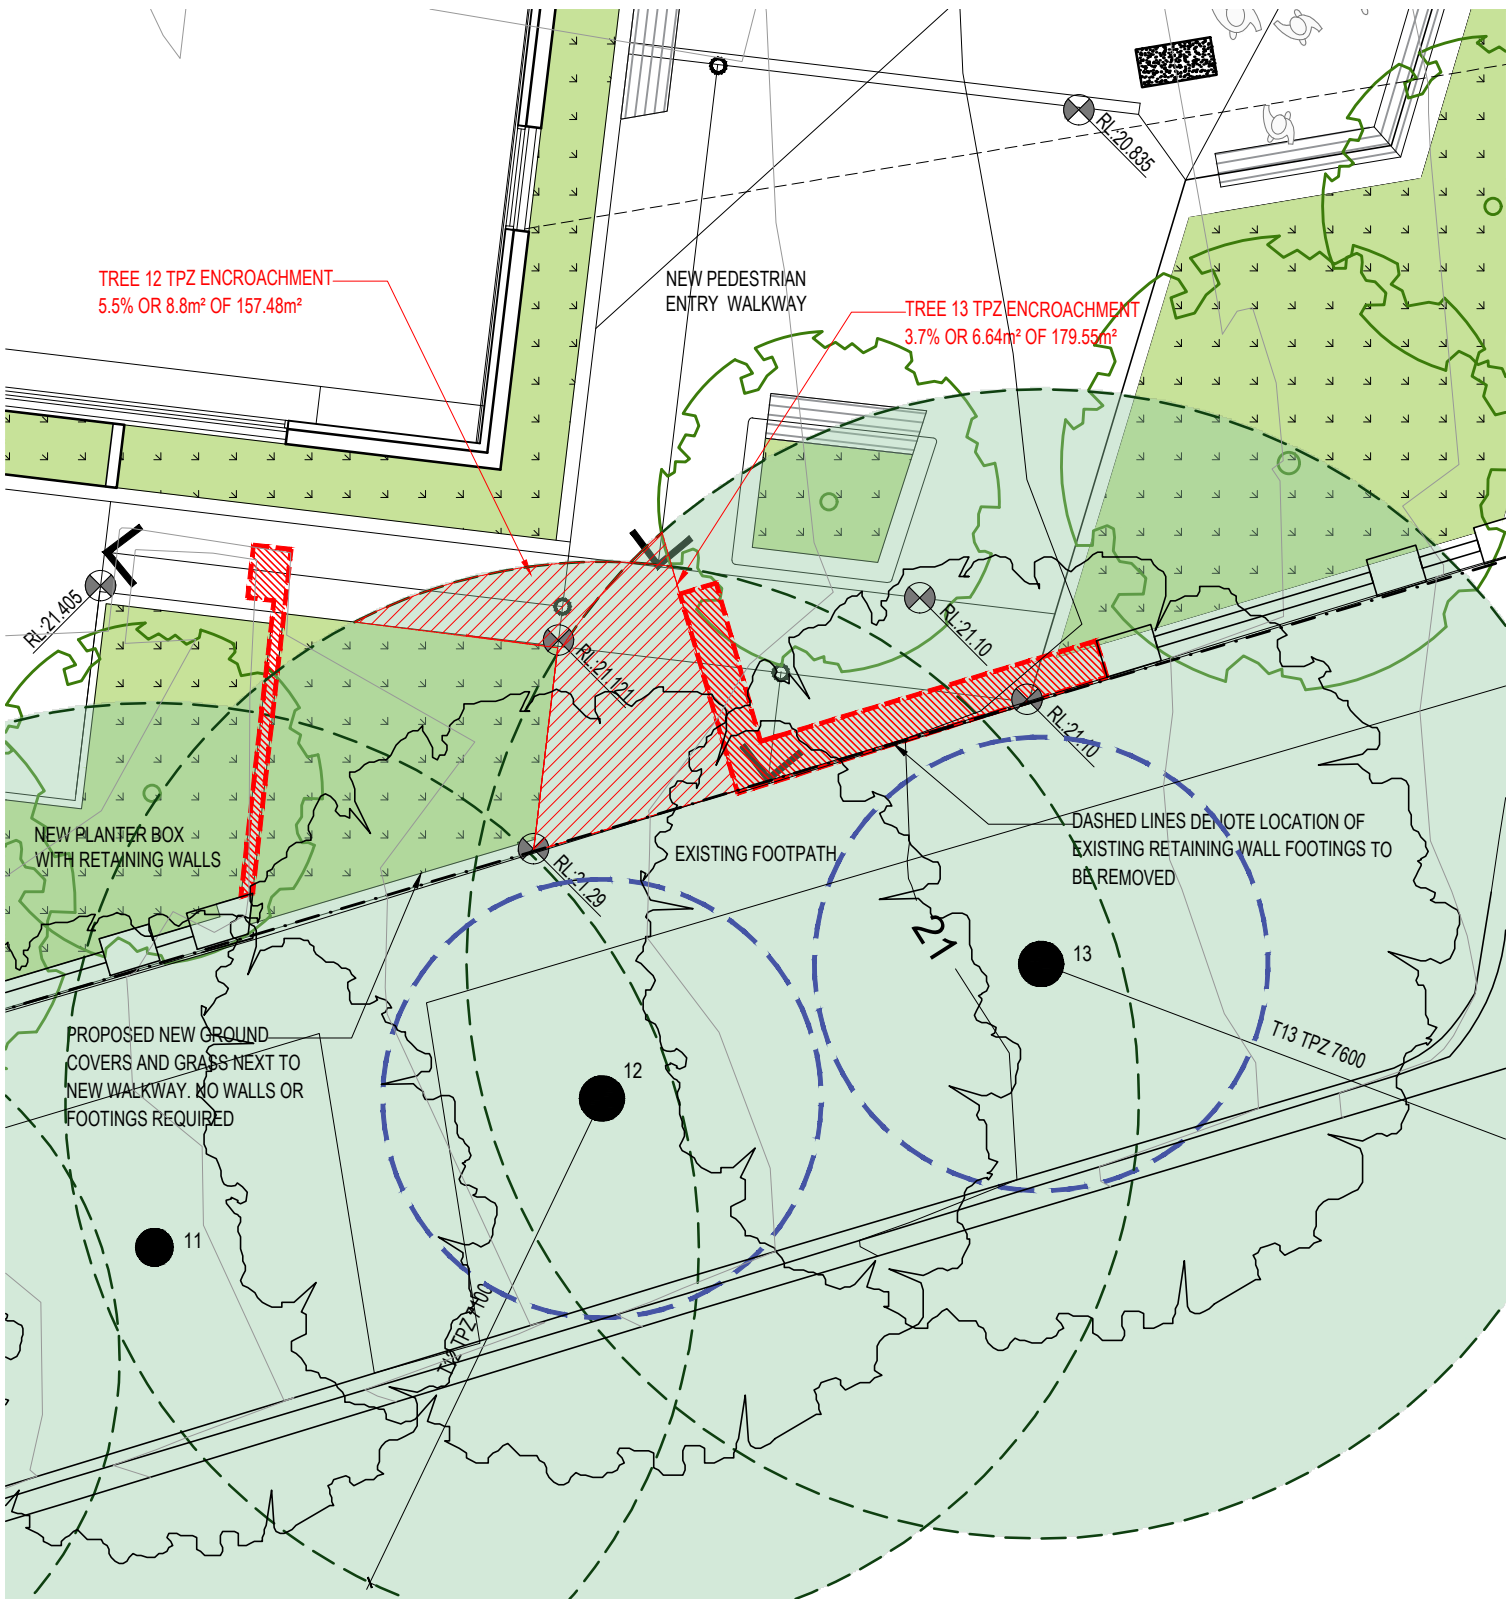 RL:20.835
TREE 12 TPZ ENCROACHMENT
5.5% OR 8.8m² OF 157.48m²
NEW PEDESTRIAN
ENTRY WALKWAY
TREE 13 TPZ ENCROACHMENT
3.7% OR 6.64m² OF 179.55m²
RL:21.405
RL:21.121
RL:21.10
RL:21.10
NEW PLANTER BOX
WITH RETAINING WALLS
EXISTING FOOTPATH
DASHED LINES DENOTE LOCATION OF
EXISTING RETAINING WALL FOOTINGS TO
BE REMOVED
RL:21.29
21
13
PROPOSED NEW GROUND
COVERS AND GRASS NEXT TO
NEW WALKWAY. NO WALLS OR
FOOTINGS REQUIRED
T13 TPZ 7600
12
11
T12 TPZ 7100